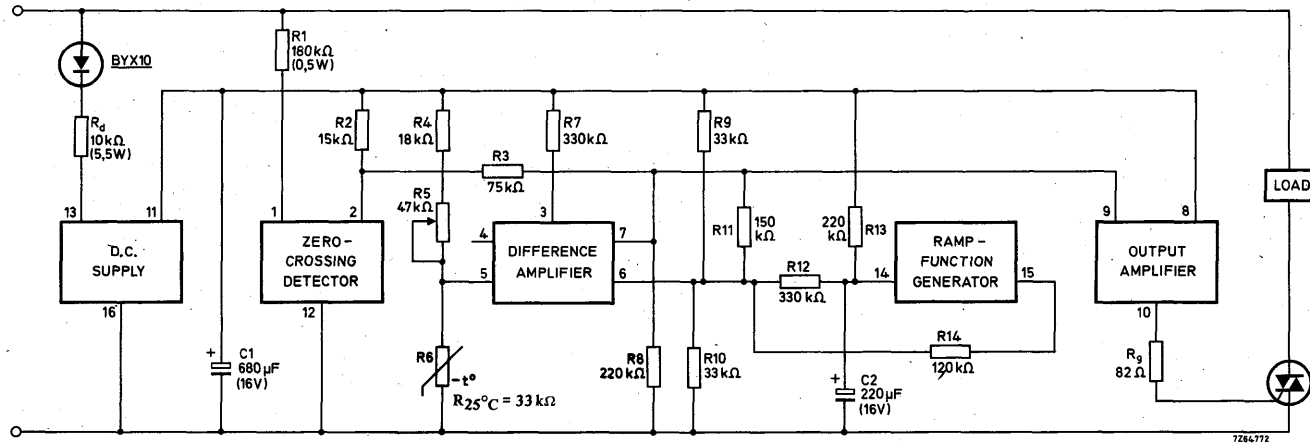 BYX10
R1
180kΩ
(0,5W)
Rd
10kΩ
(5,5W)
R2
15kΩ
R4
18kΩ
R7
330kΩ
R9
33kΩ
R3
75kΩ
R5
47kΩ
R11
150
kΩ
220
kΩ
R13
LOAD
13
11
1
2
3
4
7
5
6
14
15
9
8
D.C.
SUPPLY
ZERO-
CROSSING
DETECTOR
DIFFERENCE
AMPLIFIER
R12
330kΩ
RAMP-
FUNCTION
GENERATOR
OUTPUT
AMPLIFIER
16
12
10
C1
680μF
(16V)
R6
-t°
R25°C = 33kΩ
R8
220kΩ
R10
33kΩ
C2
220μF
(16V)
R14
120kΩ
Rg
82Ω
+
+
7Z64772